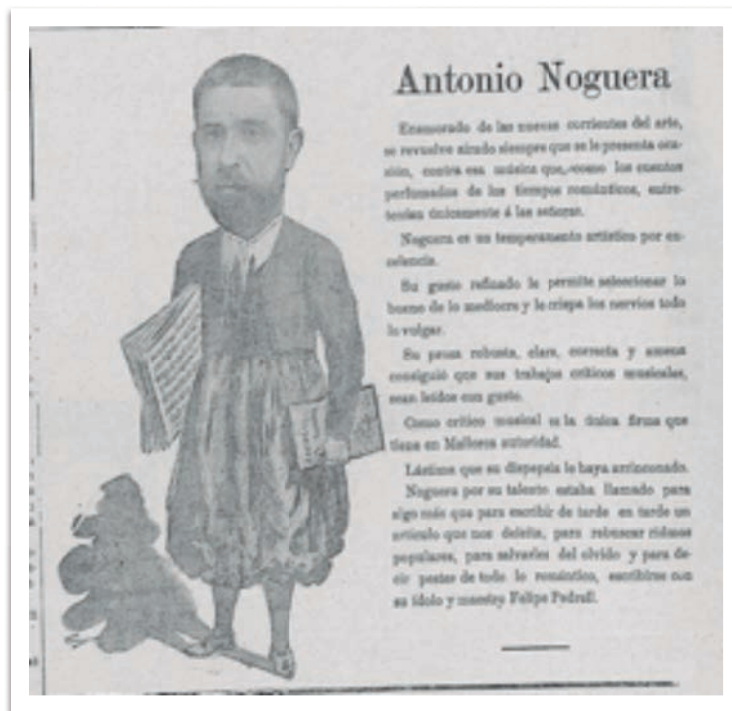 Antonio Noguera
Enamorado de las nuevas corrientes del arte,
se revuelve airado siempre que se le presenta oca-
sión, contra esa música que, como los cuentos
perfumados de los tiempos románticos, entre-
tenían únicamente á las señoras.
Noguera es un temperamento artístico por ex-
celencia.
Su gusto refinado le permite seleccionar lo
bueno de lo mediocre y le crispa los nervios todo
lo vulgar.
Su prosa robusta, clara, correcta y amena
consiguió que sus trabajos críticos musicales,
sean leídos con gusto.
Como crítico musical es la única firma que
tiene en Mallorca autoridad.
Lástima que su dispepsia le haya arrinconado.
Noguera por su talento estaba llamado para
algo más que para escribir de tarde en tarde un
artículo que nos deleita, para rebuscar ritmos
populares, para salvarles del olvido y para de-
cir pestes de todo lo romántico, escribirse con
su ídolo y maestro Felipe Pedrell.